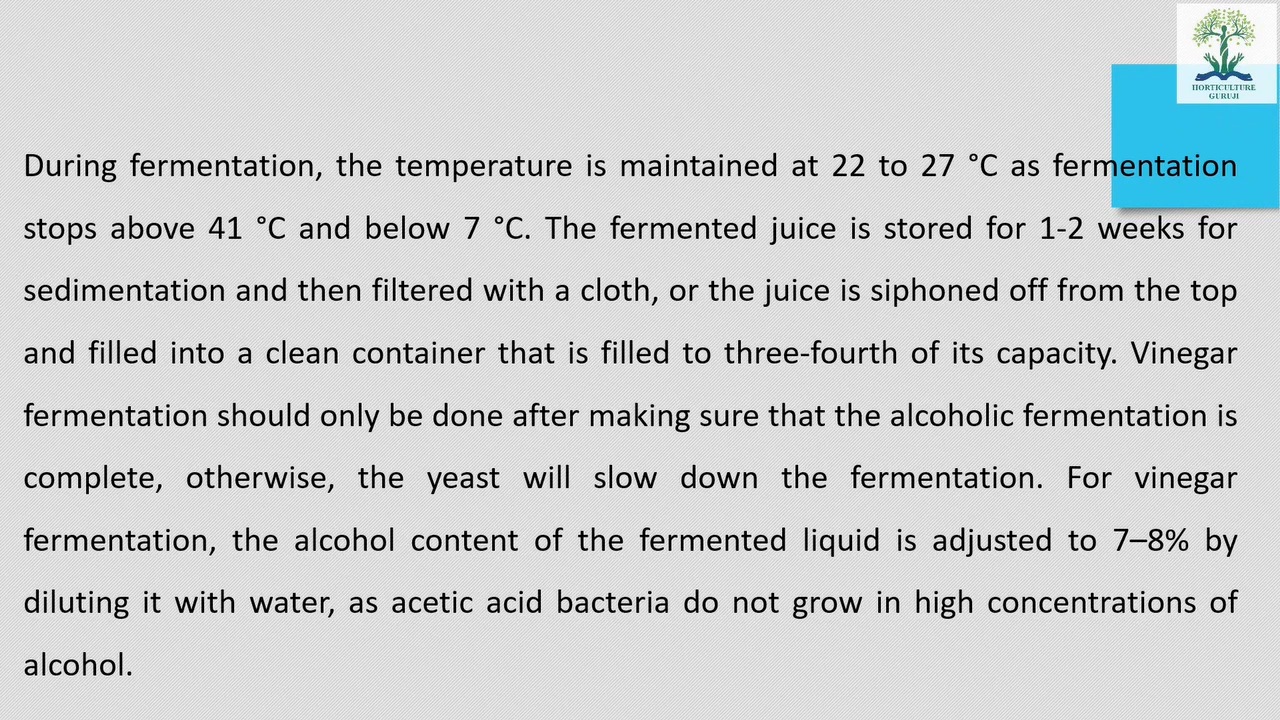 HORTICULTURE
GURUJI
During fermentation, the temperature is maintained at 22 to 27 °C as fermentation
stops above 41 °C and below 7 °C. The fermented juice is stored for 1-2 weeks for
sedimentation and then filtered with a cloth, or the juice is siphoned off from the top
and filled into a clean container that is filled to three-fourth of its capacity. Vinegar
fermentation should only be done after making sure that the alcoholic fermentation is
complete, otherwise, the yeast will slow down the fermentation. For vinegar
fermentation, the alcohol content of the fermented liquid is adjusted to 7–8% by
diluting it with water, as acetic acid bacteria do not grow in high concentrations of
alcohol.